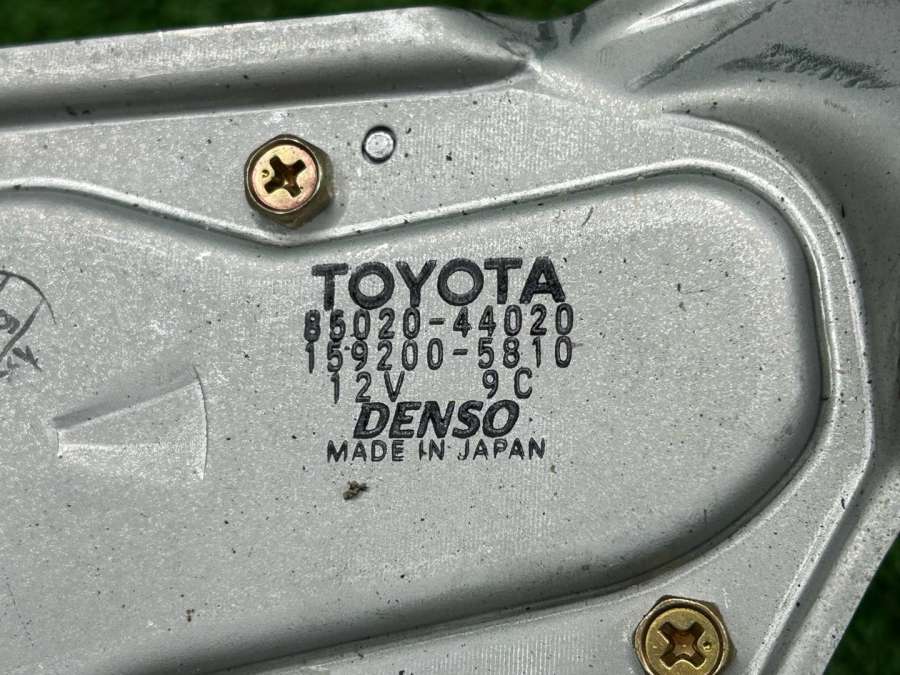 TOYOTA
85020-44020
159200-5810
12V 9C
DENSO
MADE IN JAPAN